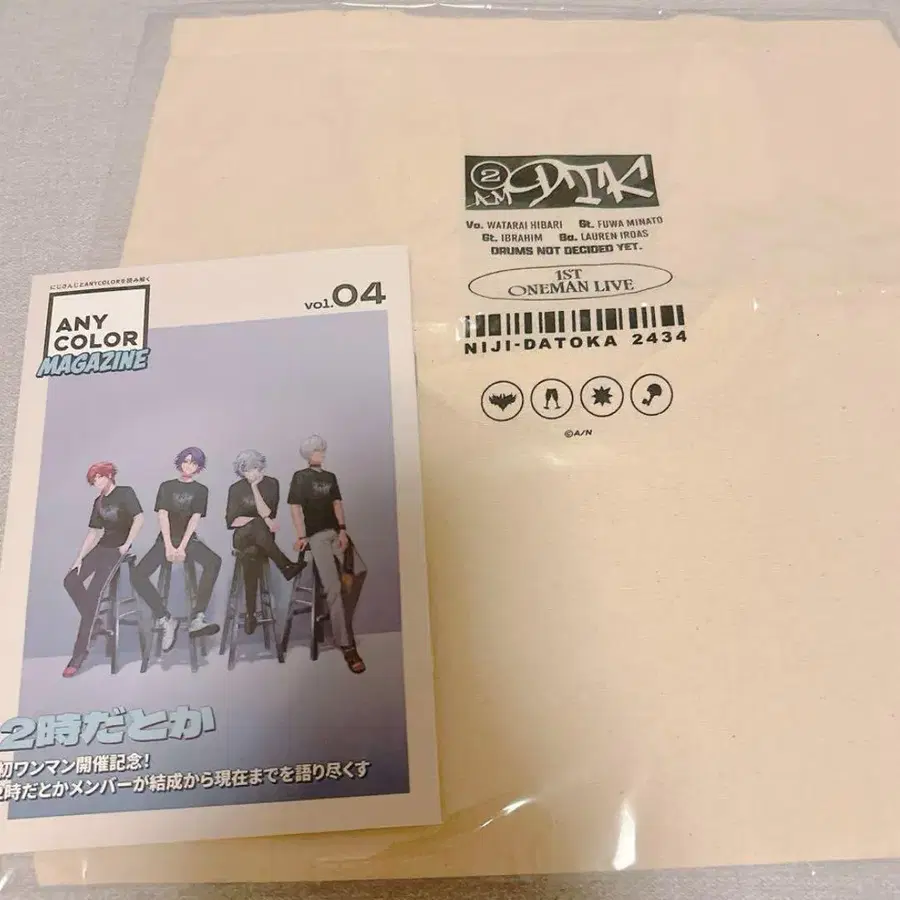 にじさんじとANYCOLORを読み解く
ANY
COLOR
MAGAZINE
vol.04
2時だとか
初ワンマン開催記念！
2時だとかメンバーが結成から現在までを語り尽くす
2
A.M
DTK
Vo. WATARAI HIBARI Gt. FUWA MINATO
Gt. IBRAHIM Ba. LAUREN IROAS
DRUMS NOT DECIDED YET.
1ST
ONEMAN LIVE
NIJI-DATOKA 2434
©A/N